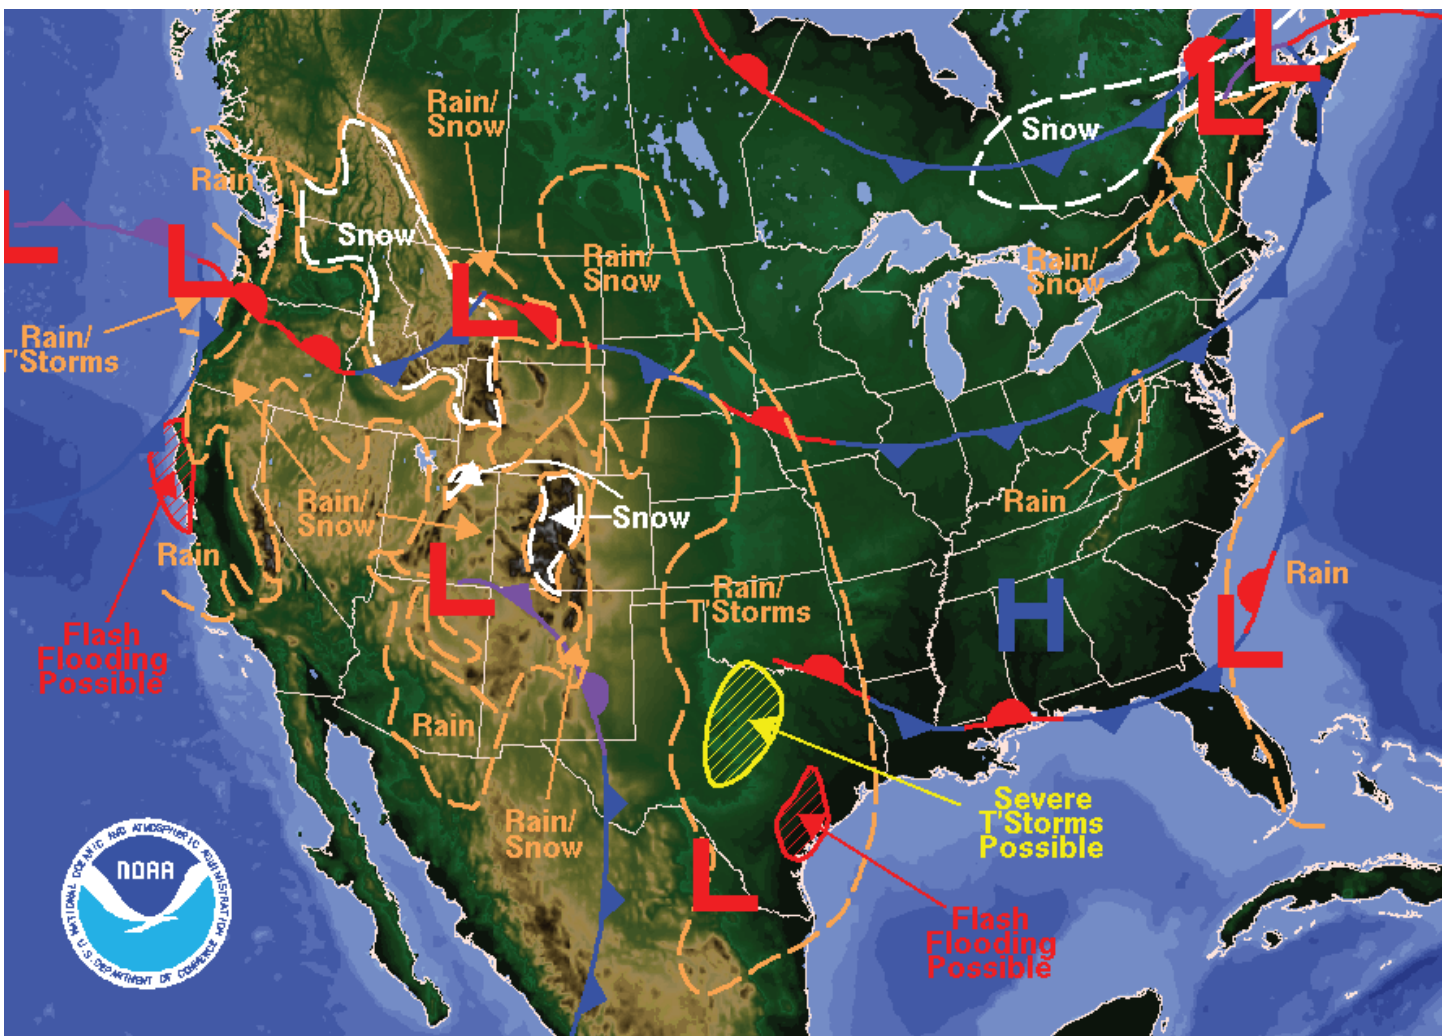 Rain/
Snow
Snow
Rain
Snow
Rain/
Snow
Rain/
Snow
Rain/
T'Storms
L
L
L
L
L
L
L
L
H
Rain/
Snow
Snow
Rain
Rain
Rain
Rain/
T'Storms
Flash
Flooding
Possible
Rain
Rain/
Snow
Severe
T'Storms
Possible
Flash
Flooding
Possible
NOAA
NATIONAL OCEANIC AND ATMOSPHERIC ADMINISTRATION
U.S. DEPARTMENT OF COMMERCE